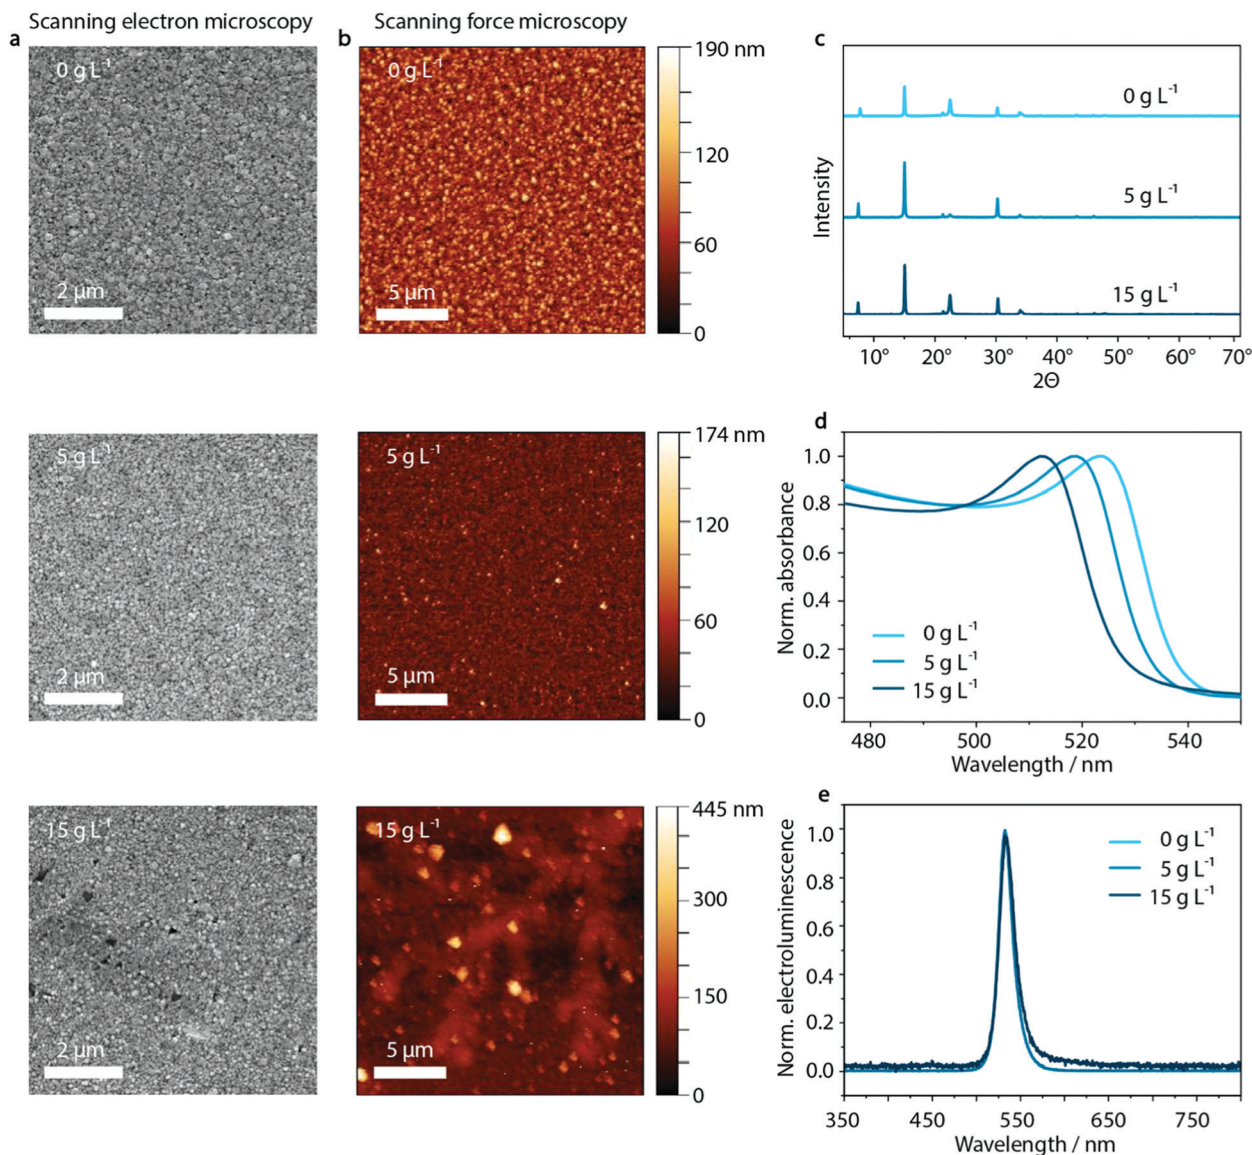 Scanning electron microscopy
Scanning force microscopy
a
0 g L⁻¹
2 µm
b
0 g L⁻¹
5 µm
190 nm
120
60
0
c
Intensity
0 g L⁻¹
5 g L⁻¹
15 g L⁻¹
10° 20° 30° 40° 50° 60° 70°
2Θ
5 g L⁻¹
2 µm
5 g L⁻¹
5 µm
174 nm
120
60
0
d
Norm. absorbance
1.0
0.8
0.6
0.4
0.2
0.0
0 g L⁻¹
5 g L⁻¹
15 g L⁻¹
480 500 520 540
Wavelength / nm
15 g L⁻¹
2 µm
15 g L⁻¹
5 µm
445 nm
300
150
0
e
Norm. electroluminescence
1.0
0.8
0.6
0.4
0.2
0.0
0 g L⁻¹
5 g L⁻¹
15 g L⁻¹
350 450 550 650 750
Wavelength / nm